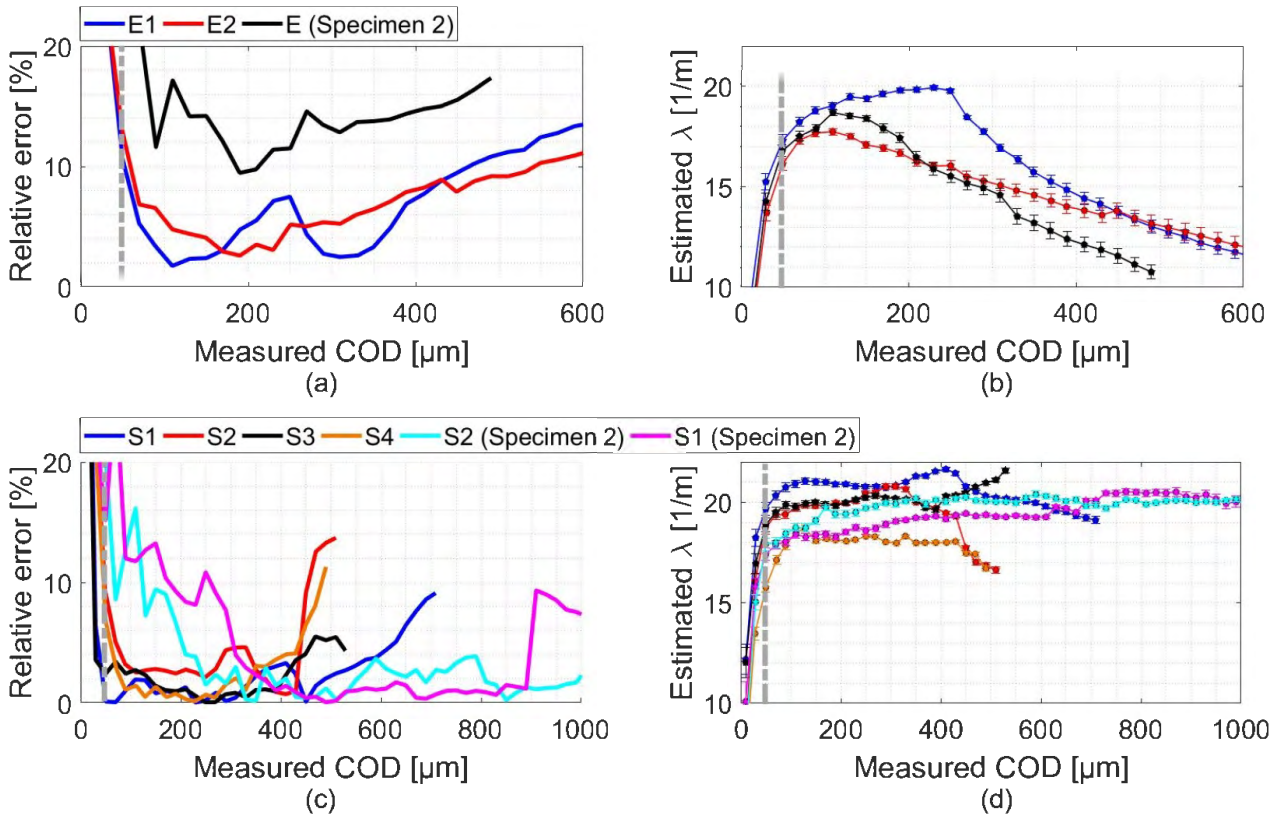 E1 E2 E (Specimen 2)
20
10
0
Relative error [%]
0 200 400 600
Measured COD [µm]
(a)
20
15
10
Estimated λ [1/m]
0 200 400 600
Measured COD [µm]
(b)
S1 S2 S3 S4 S2 (Specimen 2) S1 (Specimen 2)
20
10
0
Relative error [%]
0 200 400 600 800 1000
Measured COD [µm]
(c)
20
15
10
Estimated λ [1/m]
0 200 400 600 800 1000
Measured COD [µm]
(d)